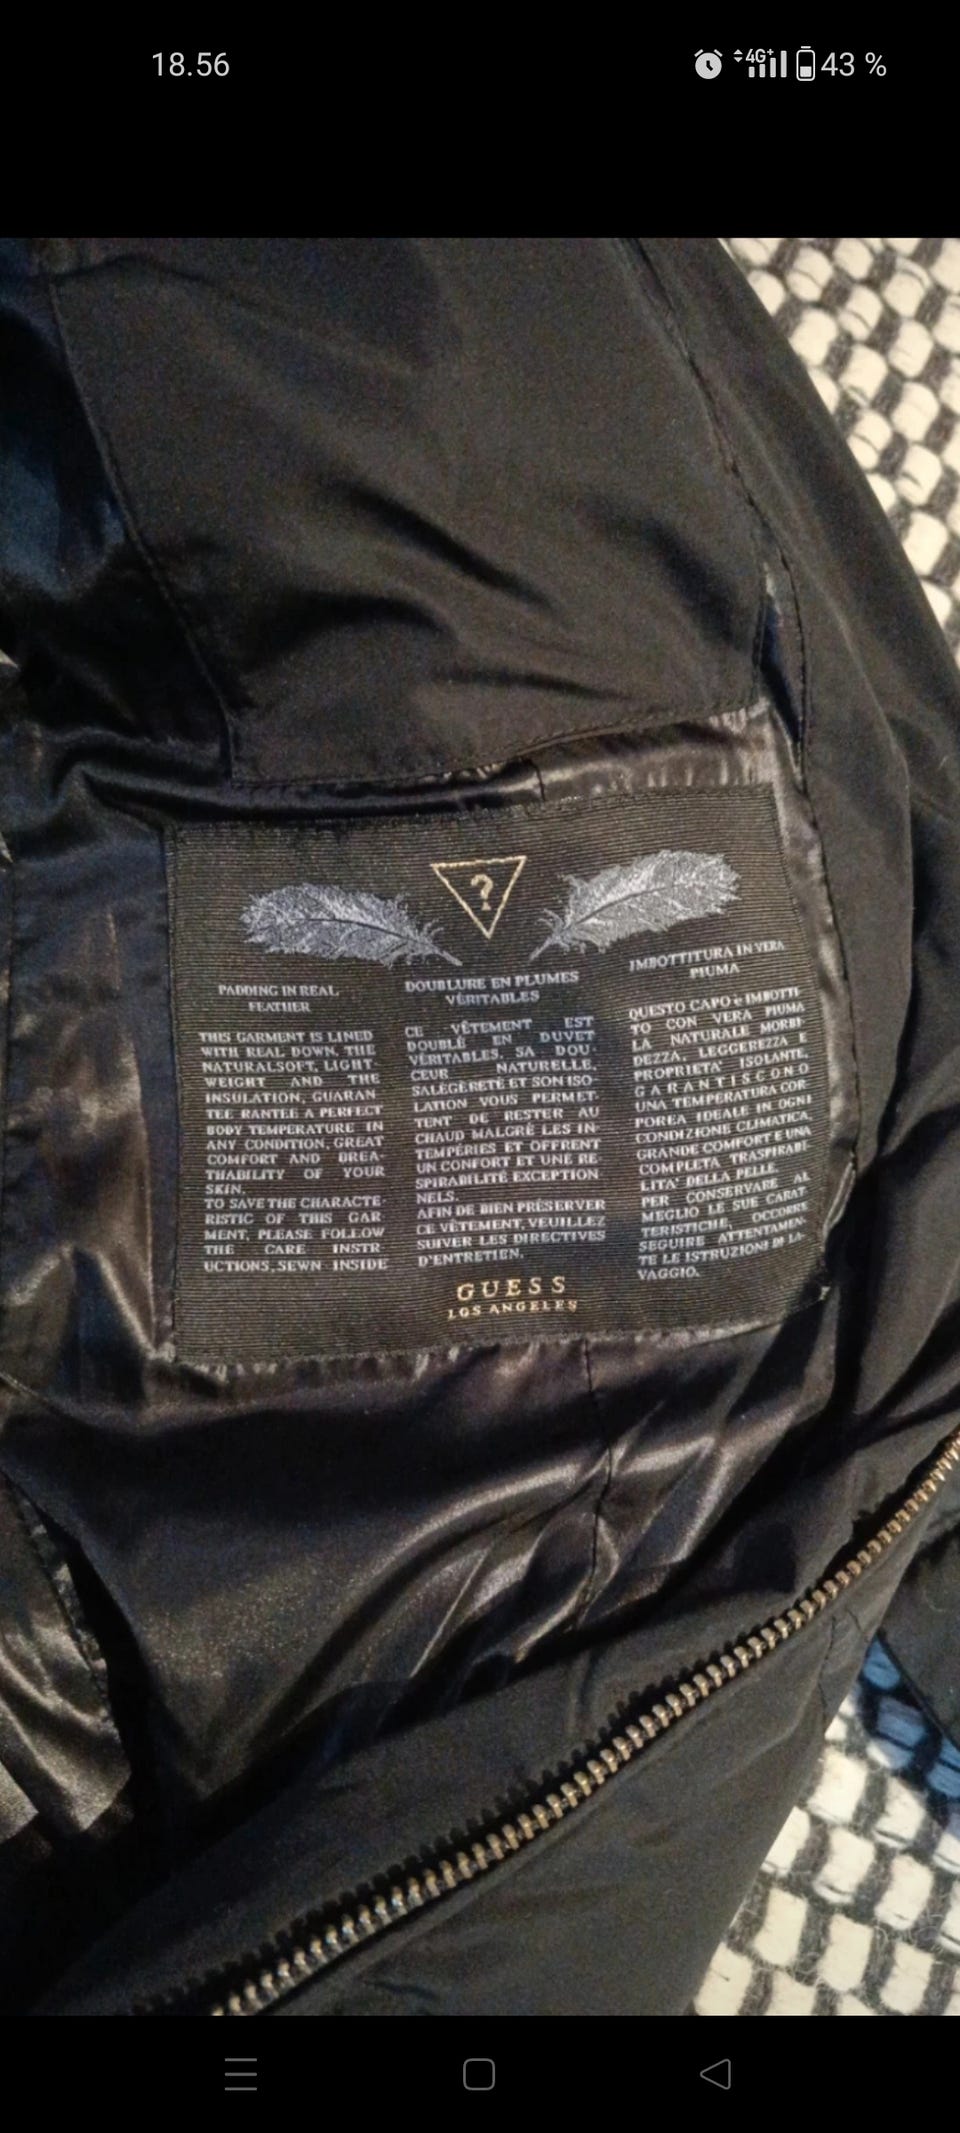 18.56
4G+
43 %
?
PADDING IN REAL
FEATHER
THIS GARMENT IS LINED
WITH REAL DOWN, THE
NATURALSOFT, LIGHT-
WEIGHT AND THE
INSULATION, GUARAN
TEE RANTEE A PERFECT
BODY TEMPERATURE IN
ANY CONDITION, GREAT
COMFORT AND BREA-
THABILITY OF YOUR
SKIN.
TO SAVE THE CHARACTE-
RISTIC OF THIS GAR
MENT, PLEASE FOLLOW
THE CARE INSTR
UCTIONS, SEWN INSIDE
DOUBLURE EN PLUMES
VÉRITABLES
CE VÊTEMENT EST
DOUBLÉ EN DUVET
VÉRITABLES. SA DOU-
CEUR NATURELLE,
SALÉGÉRETÉ ET SON ISO-
LATION VOUS PERMET-
TENT DE RESTER AU
CHAUD MALGRÉ LES IN-
TEMPÉRIES ET OFFRENT
UN CONFORT ET UNE RE-
SPIRABILITÉ EXCEPTION
NELS.
AFIN DE BIEN PRÉSERVER
CE VÊTEMENT, VEUILLEZ
SUIVER LES DIRECTIVES
D'ENTRETIEN.
IMBOTTITURA IN VERA
PIUMA
QUESTO CAPO è IMBOTTI
TO CON VERA PIUMA
LA NATURALE MORBI
DEZZA, LEGGEREZZA E
PROPRIETA' ISOLANTE,
GARANTISCONO
UNA TEMPERATURA COR-
POREA IDEALE IN OGNI
CONDIZIONE CLIMATICA,
GRANDE COMFORT E UNA
COMPLETA TRASPIRABI-
LITA' DELLA PELLE.
PER CONSERVARE AL
MEGLIO LE SUE CARAT
TERISTICHE, OCCORRE
SEGUIRE ATTENTAMEN-
TE LE ISTRUZIONI DI LA-
VAGGIO.
GUESS
LOS ANGELES